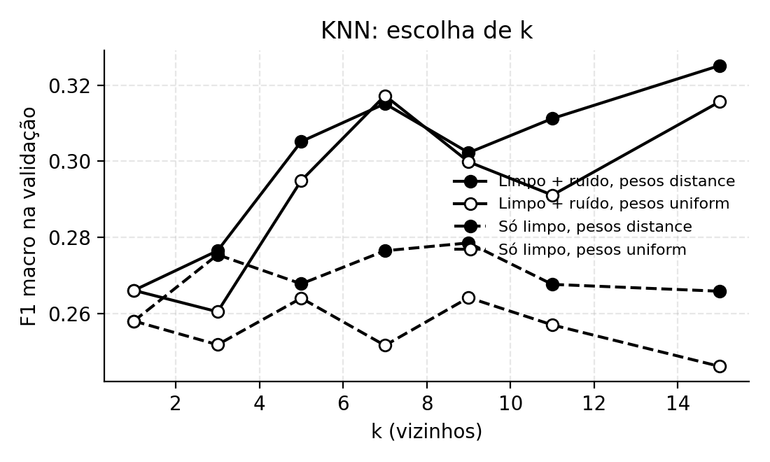 KNN: escolha de k
F1 macro na validação
0.32
0.30
0.28
0.26
Limpo + ruído, pesos distance
Limpo + ruído, pesos uniform
Só limpo, pesos distance
Só limpo, pesos uniform
2 4 6 8 10 12 14
k (vizinhos)